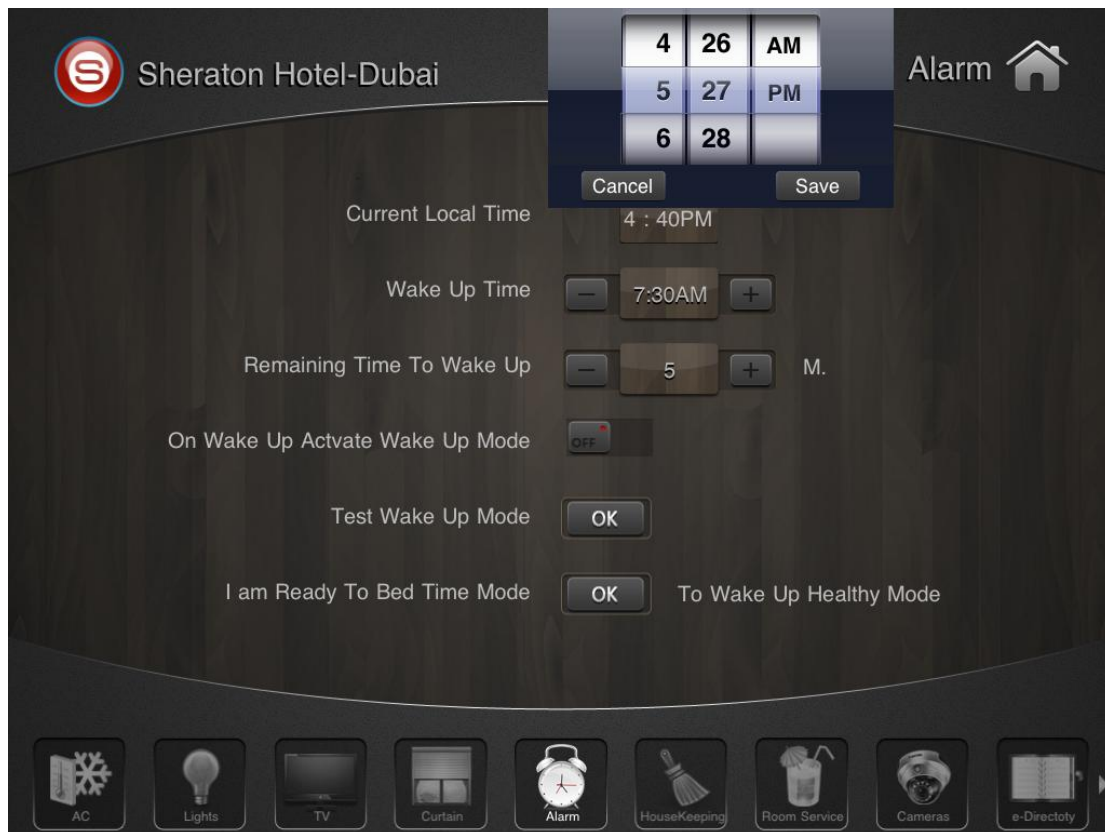 S
Sheraton Hotel-Dubai
4 26 AM
5 27 PM
6 28
Cancel Save
Alarm
Current Local Time 4 : 40PM
Wake Up Time − 7:30AM +
Remaining Time To Wake Up − 5 + M.
On Wake Up Actvate Wake Up Mode OFF
Test Wake Up Mode OK
I am Ready To Bed Time Mode OK To Wake Up Healthy Mode
AC Lights TV Curtain Alarm HouseKeeping Room Service Cameras e-Directoty